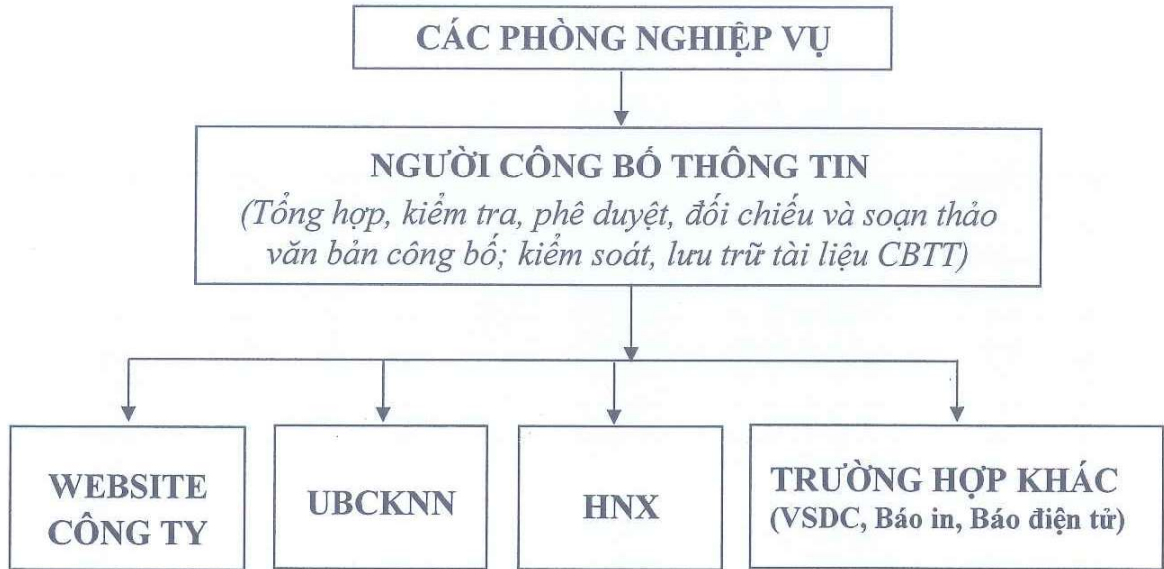 CÁC PHÒNG NGHIỆP VỤ
NGƯỜI CÔNG BỐ THÔNG TIN
(Tổng hợp, kiểm tra, phê duyệt, đối chiếu và soạn thảo
văn bản công bố; kiểm soát, lưu trữ tài liệu CBTT)
WEBSITE
CÔNG TY
UBCKNN
HNX
TRƯỜNG HỢP KHÁC
(VSDC, Báo in, Báo điện tử)